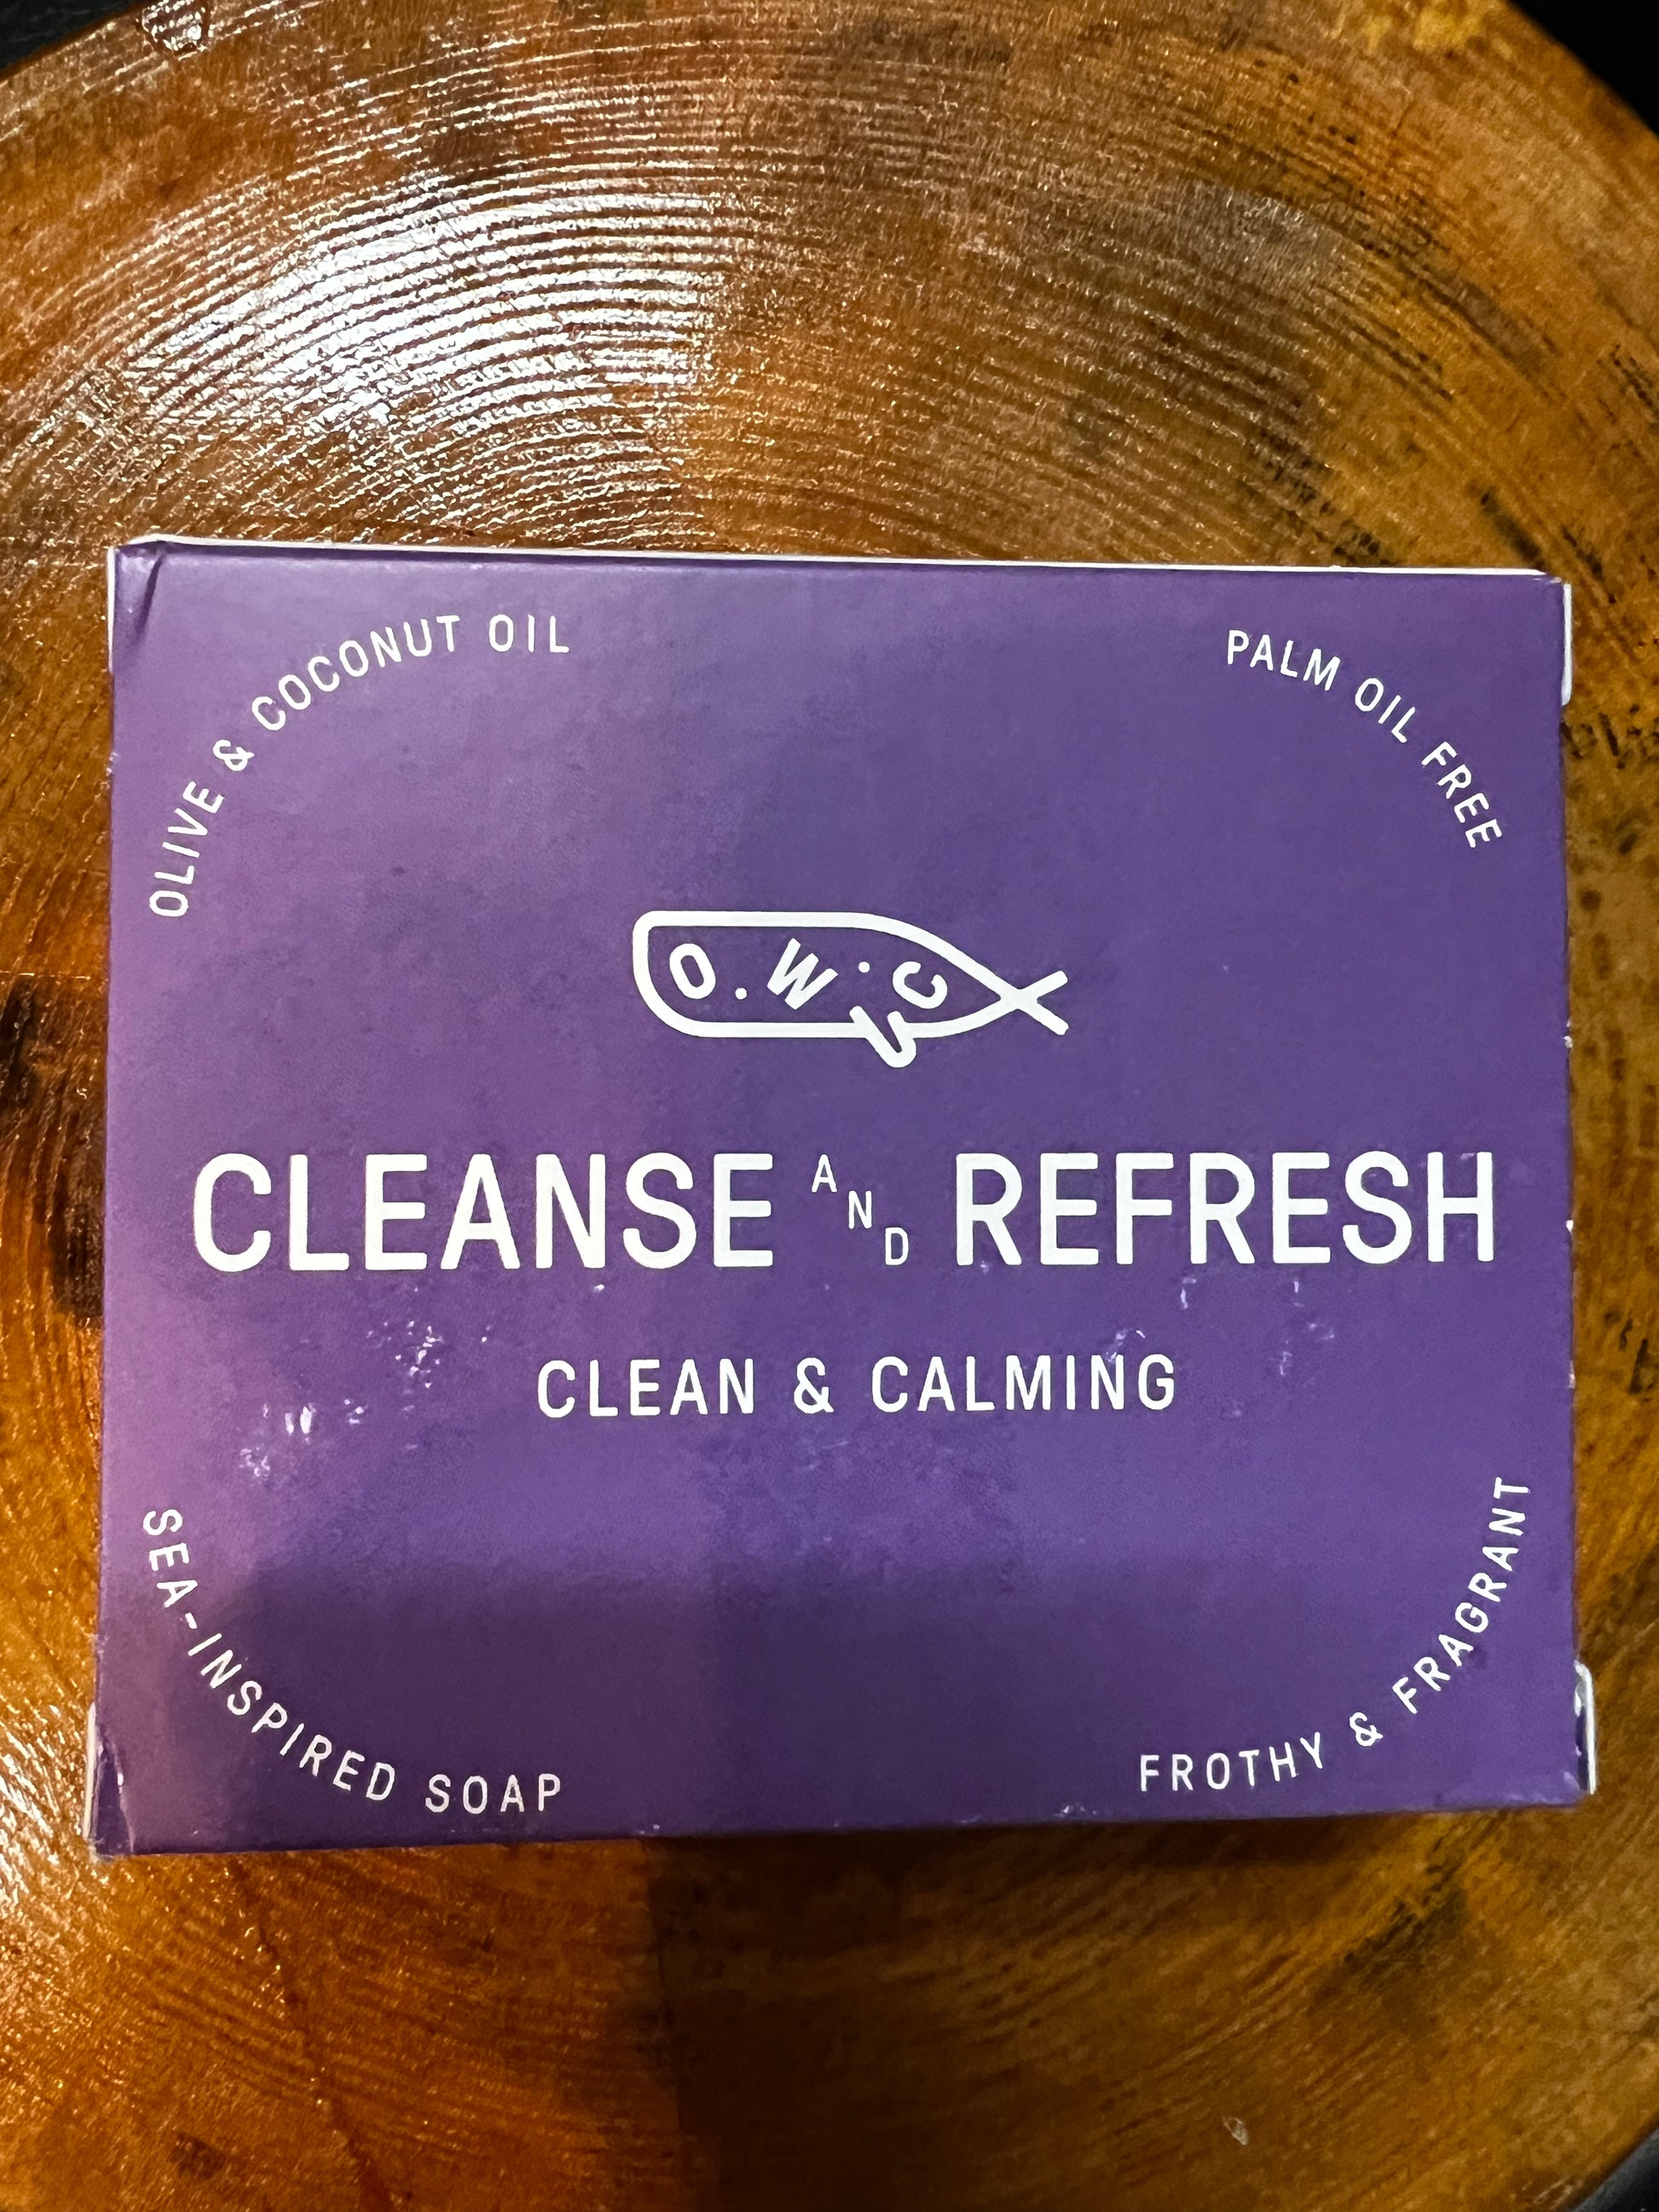 OLIVE & COCONUT OIL
PALM OIL FREE
O.W.C
CLEANSE AND REFRESH
CLEAN & CALMING
SEA-INSPIRED SOAP
FROTHY & FRAGRANT